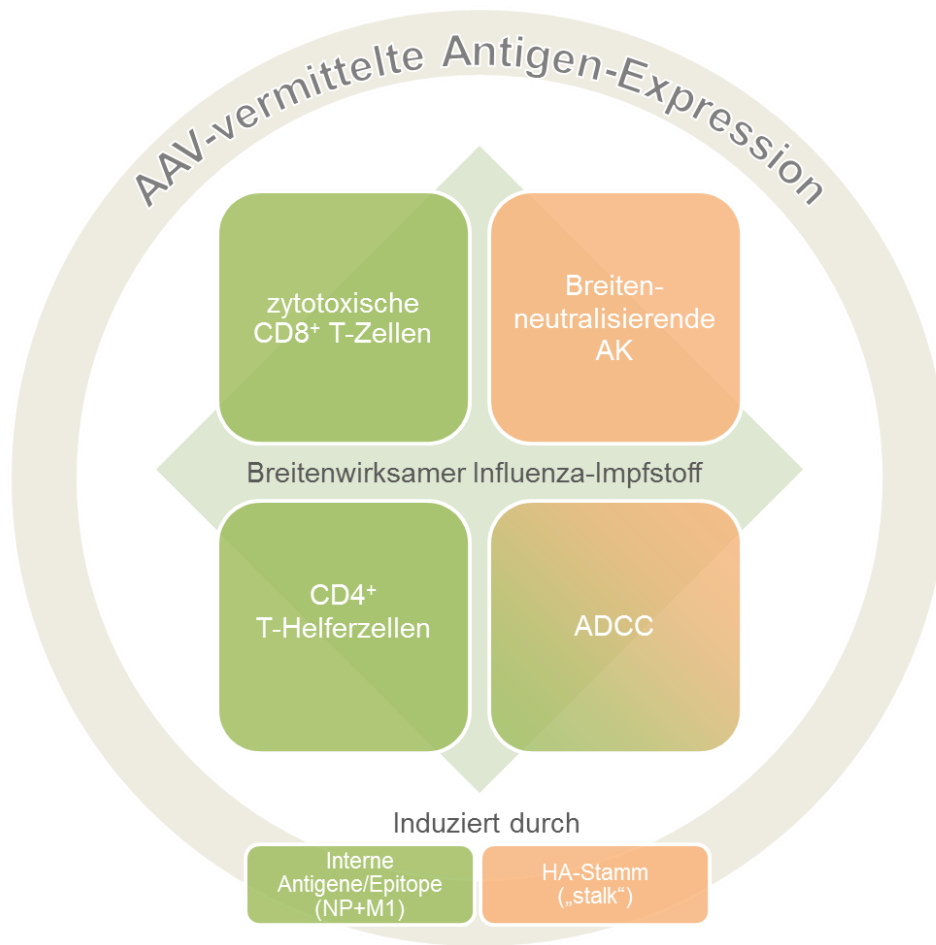 AAV-vermittelte Antigen-Expression
zytotoxische
CD8⁺ T-Zellen
Breiten-
neutralisierende
AK
Breitenwirksamer Influenza-Impfstoff
CD4⁺
T-Helferzellen
ADCC
Induziert durch
Interne
Antigene/Epitope
(NP+M1)
HA-Stamm
(„stalk“)